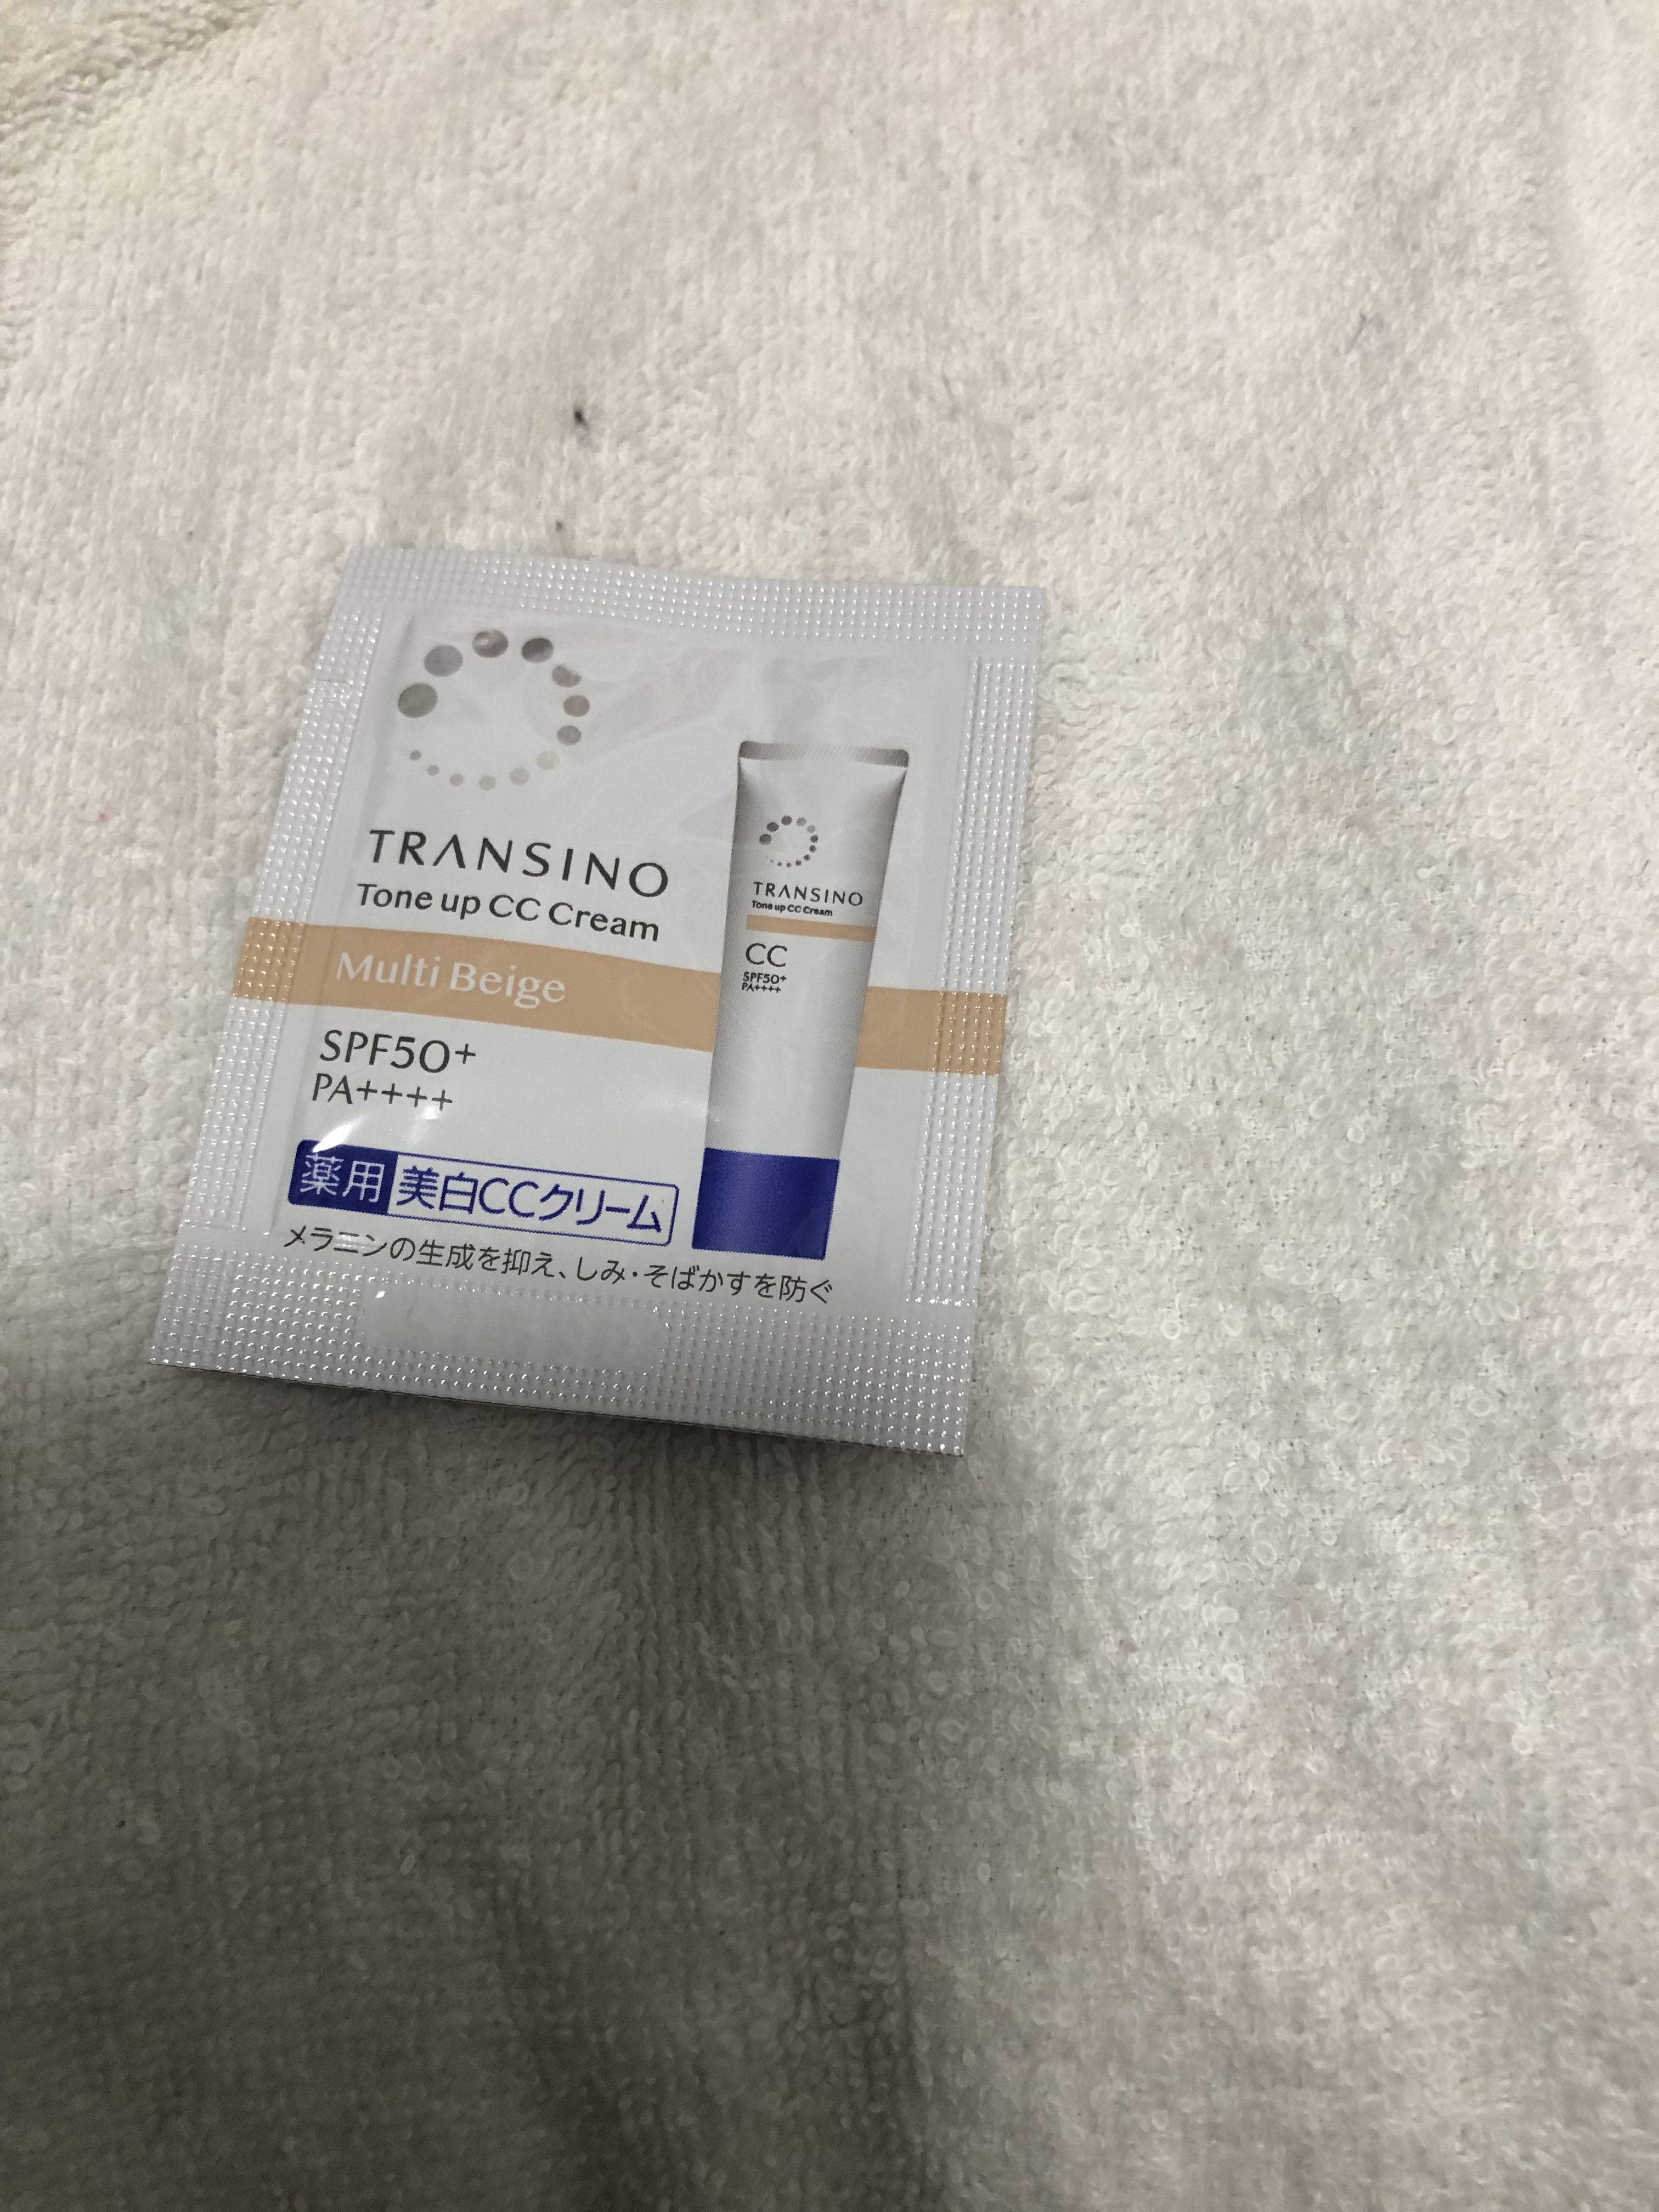 TRANSINO
Tone up CC Cream
Multi Beige
SPF50+
PA++++
薬用 美白CCクリーム
メラニンの生成を抑え、しみ・そばかすを防ぐ
TRANSINO
Tone up CC Cream
CC
SPF50+
PA++++